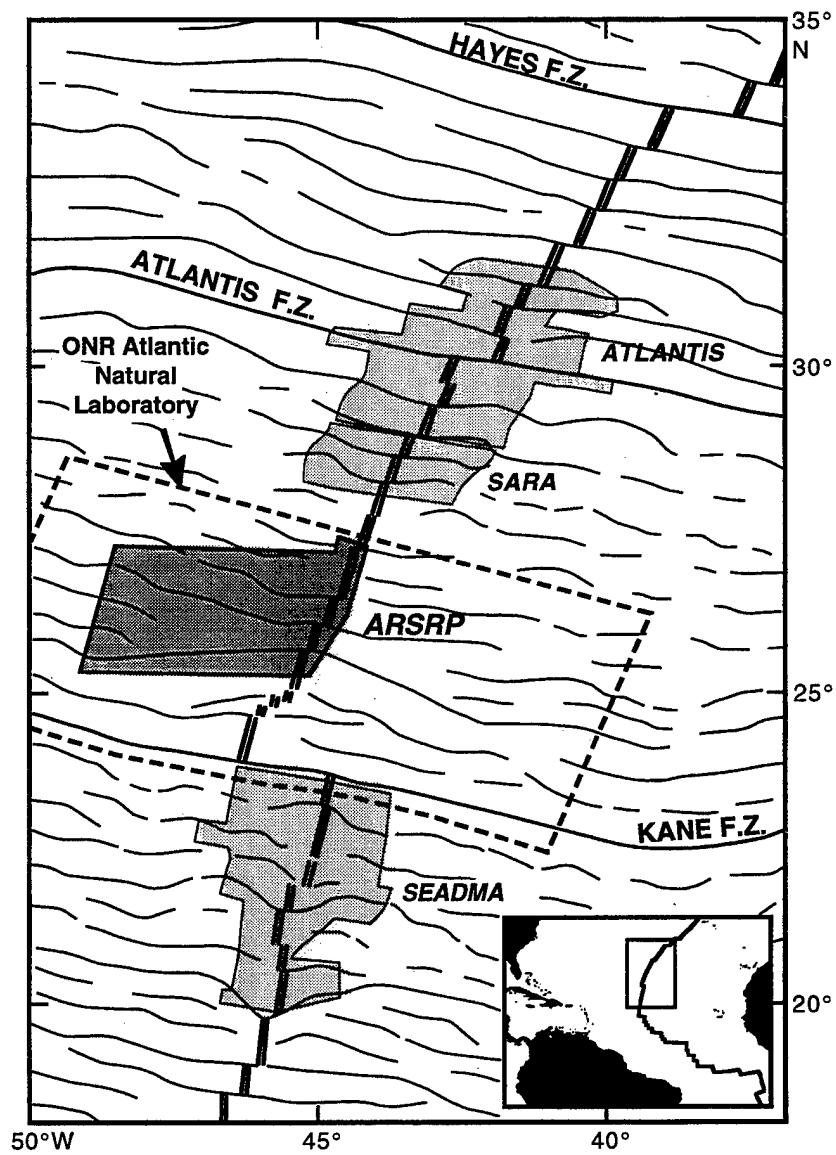 35°
N
HAYES F.Z.
ATLANTIS F.Z.
ONR Atlantic
Natural
Laboratory
ATLANTIS
30°
SARA
ARSRP
25°
KANE F.Z.
SEADMA
20°
50°W
45°
40°